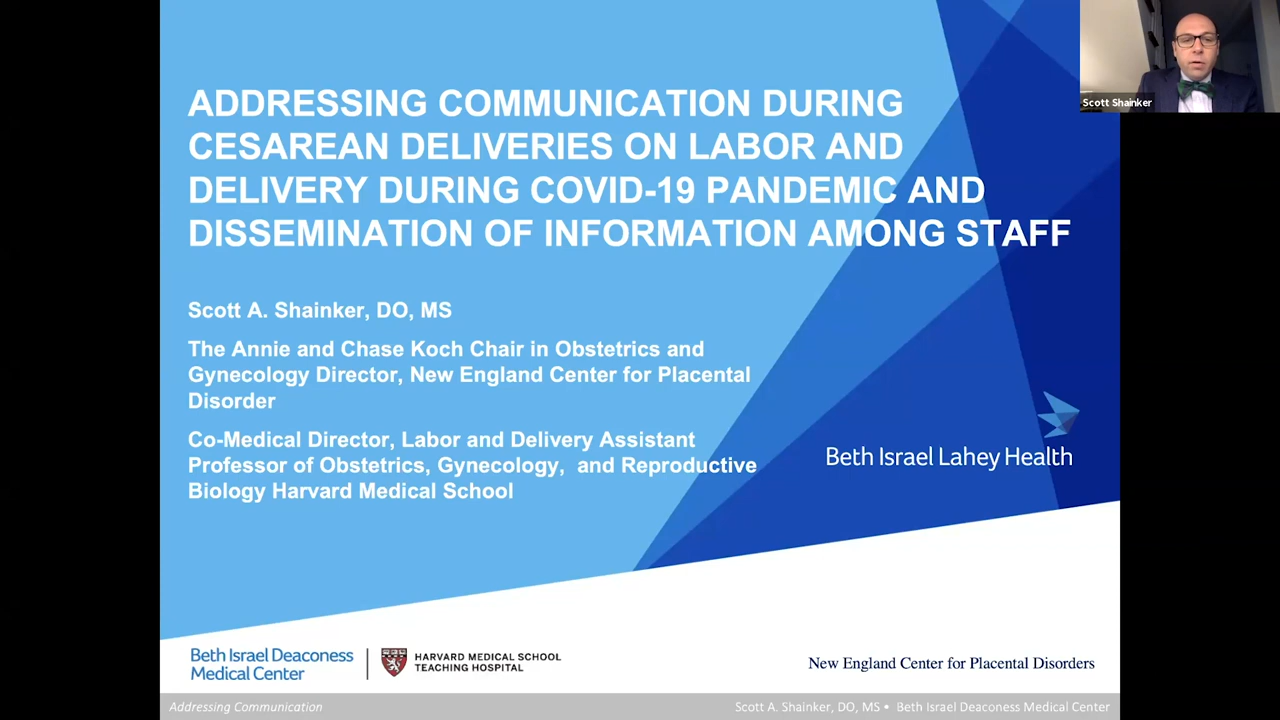 ADDRESSING COMMUNICATION DURING
CESAREAN DELIVERIES ON LABOR AND
DELIVERY DURING COVID-19 PANDEMIC AND
DISSEMINATION OF INFORMATION AMONG STAFF
Scott Shainker
Scott A. Shainker, DO, MS
The Annie and Chase Koch Chair in Obstetrics and
Gynecology Director, New England Center for Placental
Disorder
Co-Medical Director, Labor and Delivery Assistant
Professor of Obstetrics, Gynecology, and Reproductive
Biology Harvard Medical School
Beth Israel Lahey Health
Beth Israel Deaconess
Medical Center
HARVARD MEDICAL SCHOOL
TEACHING HOSPITAL
New England Center for Placental Disorders
Addressing Communication
Scott A. Shainker, DO, MS • Beth Israel Deaconess Medical Center